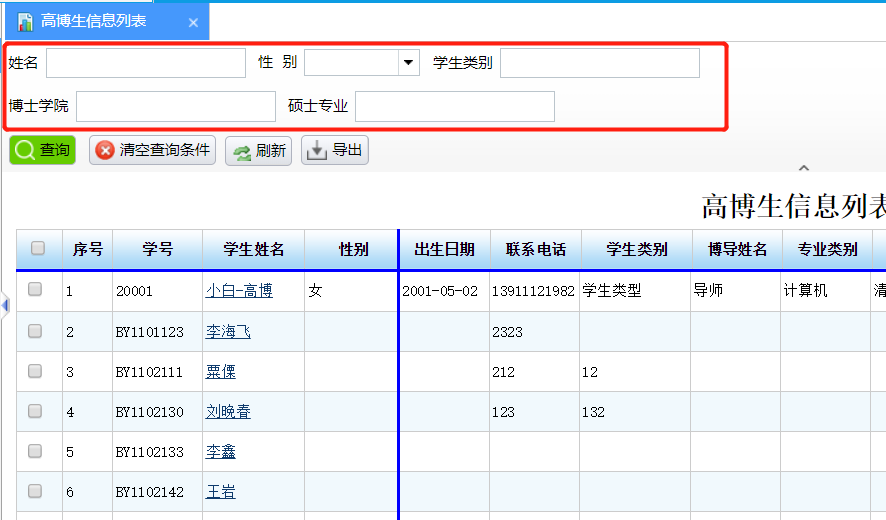 高博生信息列表
姓名 性 别 学生类别
博士学院 硕士专业
查询 清空查询条件 刷新 导出
高博生信息列表
序号 学号 学生姓名 性别 出生日期 联系电话 学生类别 博导姓名 专业类别
1 20001 小白-高博 女 2001-05-02 13911121982 学生类型 导师 计算机 清
2 BY1101123 李海飞 2323
3 BY1102111 粟傈 212 12
4 BY1102130 刘晚春 123 132
5 BY1102133 李鑫
6 BY1102142 王岩